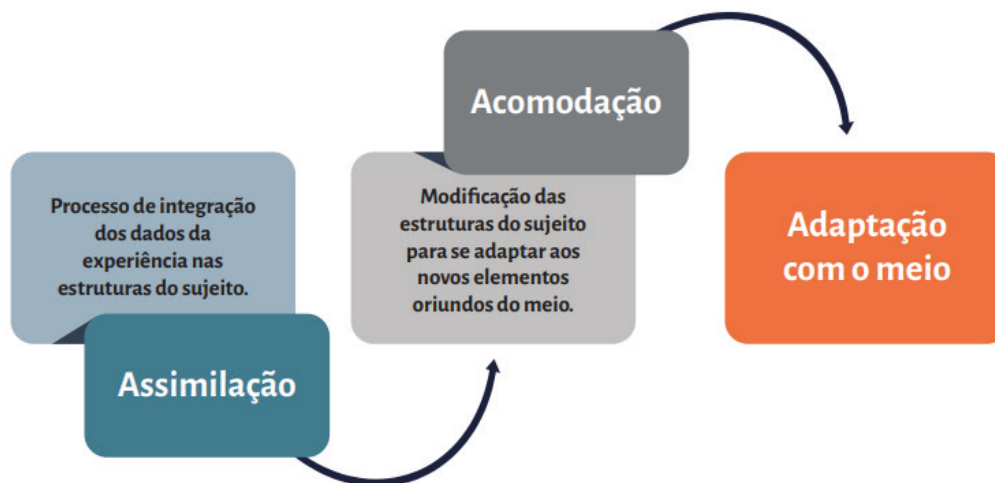 Processo de integração
dos dados da
experiência nas
estruturas do sujeito.
Assimilação
Acomodação
Modificação das
estruturas do sujeito
para se adaptar aos
novos elementos
oriundos do meio.
Adaptação
com o meio